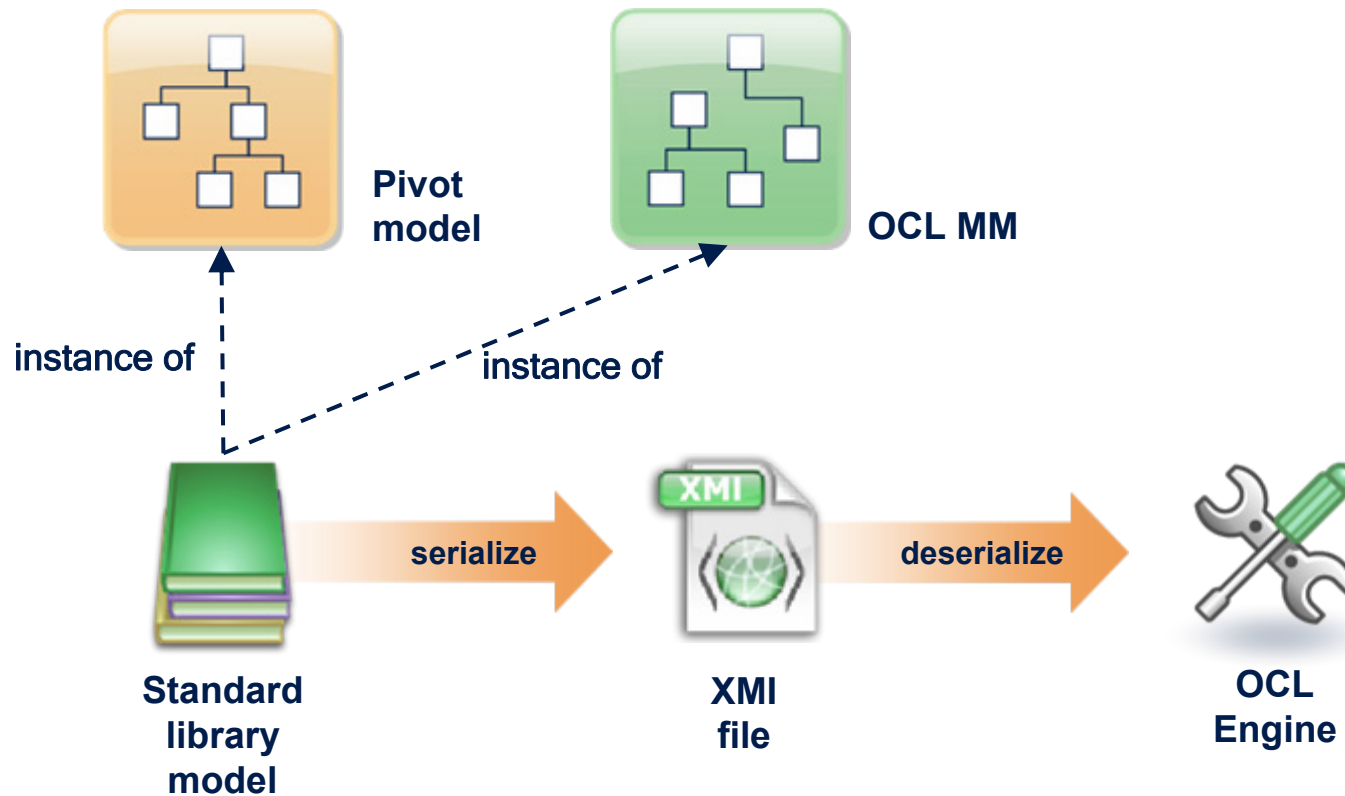 Pivot
model
OCL MM
instance of
instance of
XMI
serialize
deserialize
Standard
library
model
XMI
file
OCL
Engine